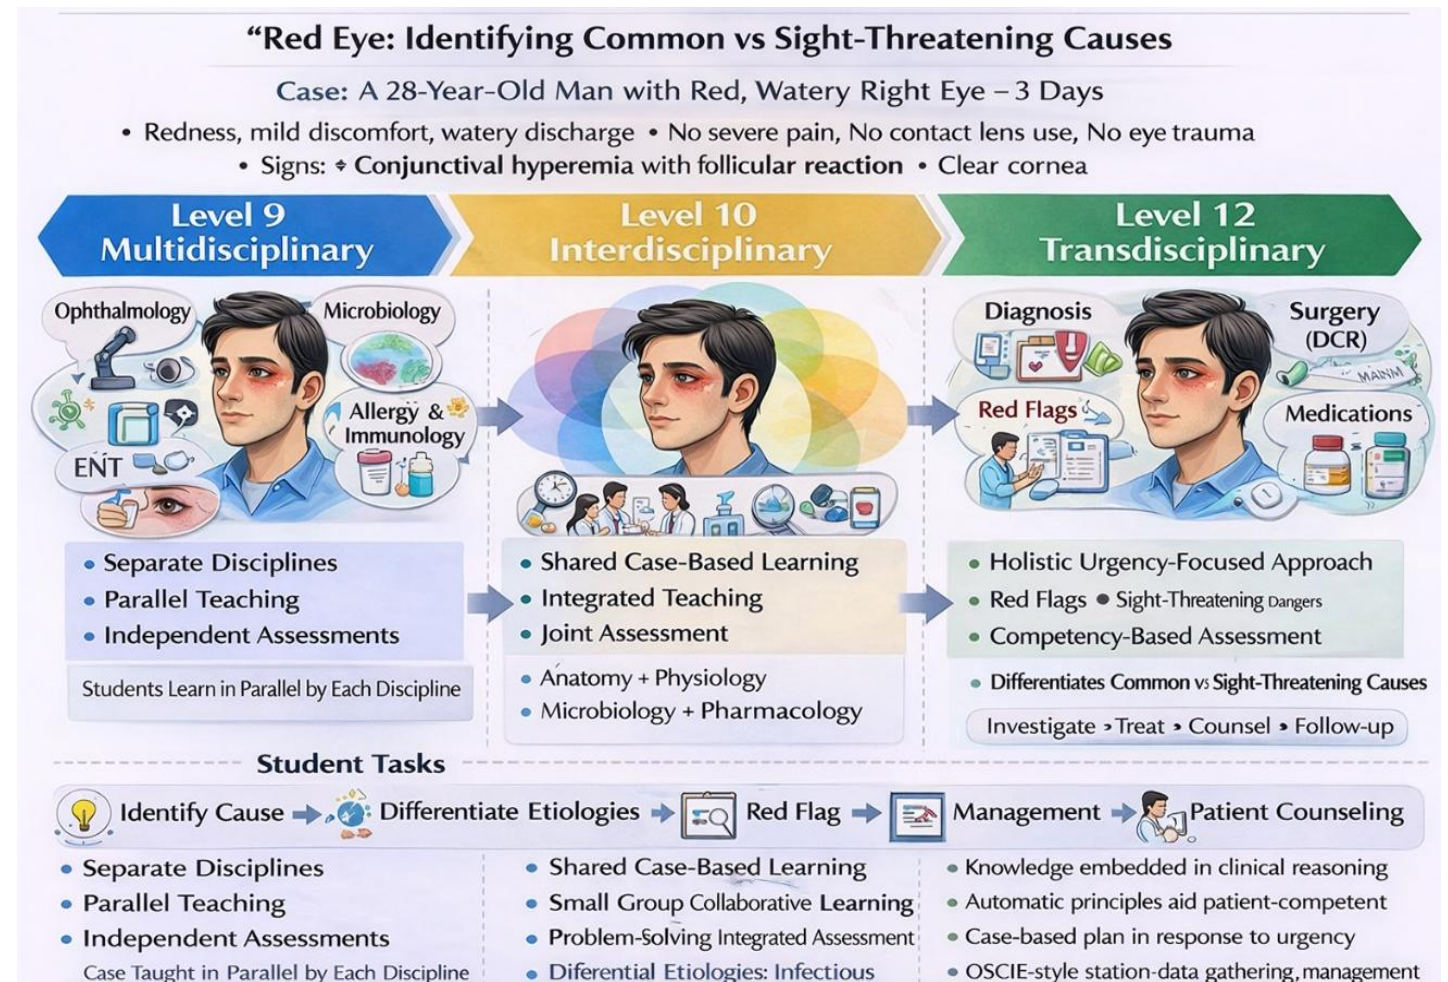 “Red Eye: Identifying Common vs Sight-Threatening Causes
Case: A 28-Year-Old Man with Red, Watery Right Eye – 3 Days
• Redness, mild discomfort, watery discharge • No severe pain, No contact lens use, No eye trauma
• Signs: Conjunctival hyperemia with follicular reaction • Clear cornea
Level 9
Multidisciplinary
Ophthalmology
Microbiology
Allergy &
Immunology
ENT
• Separate Disciplines
• Parallel Teaching
• Independent Assessments
Students Learn in Parallel by Each Discipline
Level 10
Interdisciplinary
• Shared Case-Based Learning
• Integrated Teaching
• Joint Assessment
• Anatomy + Physiology
• Microbiology + Pharmacology
Level 12
Transdisciplinary
Diagnosis
Surgery
(DCR)
Red Flags
Medications
• Holistic Urgency-Focused Approach
• Red Flags • Sight-Threatening Dangers
• Competency-Based Assessment
• Differentiates Common vs Sight-Threatening Causes
Investigate › Treat › Counsel › Follow-up
Student Tasks
Identify Cause → Differentiate Etiologies → Red Flag → Management → Patient Counseling
• Separate Disciplines
• Parallel Teaching
• Independent Assessments
Case Taught in Parallel by Each Discipline
• Shared Case-Based Learning
• Small Group Collaborative Learning
• Problem-Solving Integrated Assessment
• Diferential Etiologies: Infectious
• Knowledge embedded in clinical reasoning
• Automatic principles aid patient-competent
• Case-based plan in response to urgency
• OSCIE-style station-data gathering, management